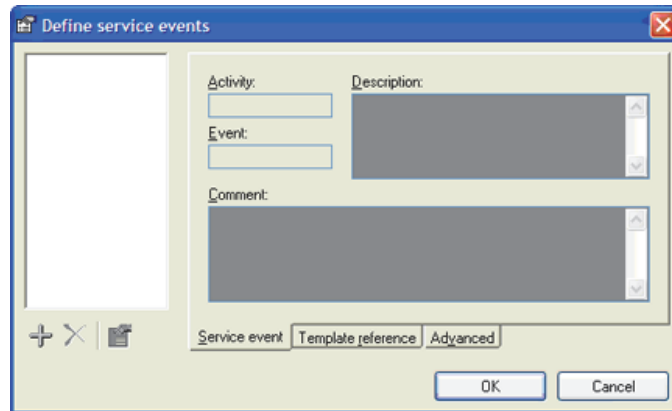 Define service events
Activity:
Description:
Event:
Comment:
Service event
Template reference
Advanced
OK
Cancel